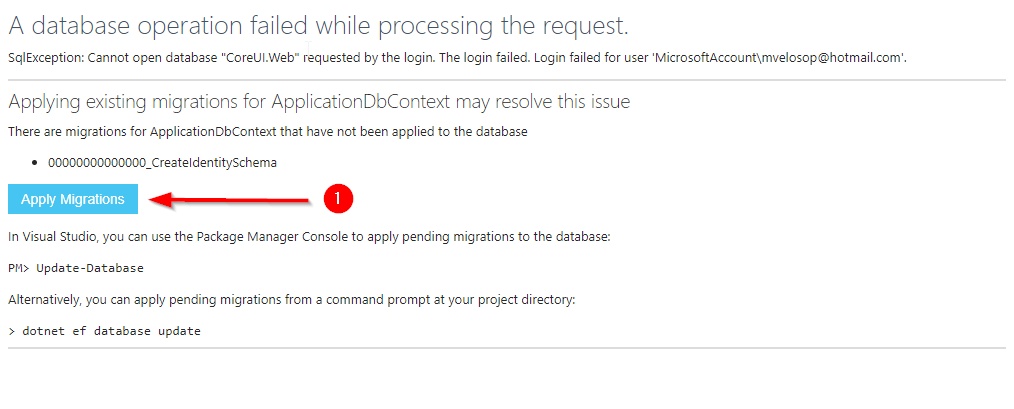 A database operation failed while processing the request.
SqlException: Cannot open database "CoreUI.Web" requested by the login. The login failed. Login failed for user 'MicrosoftAccount\mvelosop@hotmail.com'.
Applying existing migrations for ApplicationDbContext may resolve this issue
There are migrations for ApplicationDbContext that have not been applied to the database
• 00000000000000_CreateIdentitySchema
Apply Migrations
1
In Visual Studio, you can use the Package Manager Console to apply pending migrations to the database:
PM> Update-Database
Alternatively, you can apply pending migrations from a command prompt at your project directory:
> dotnet ef database update